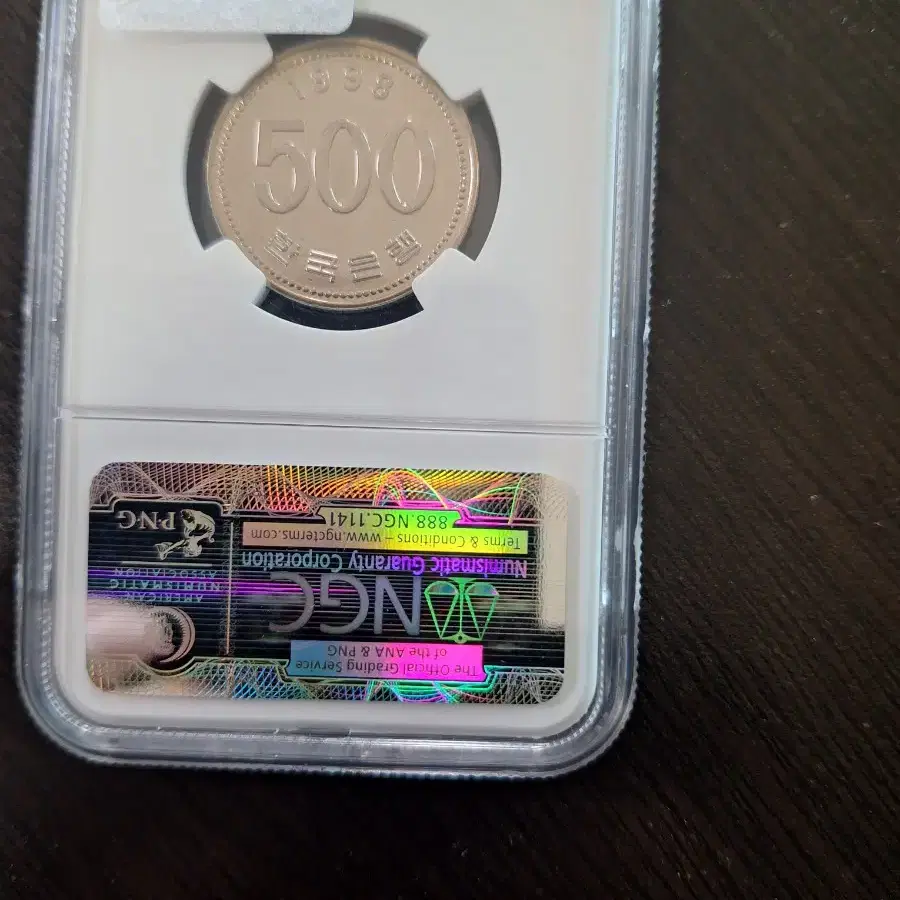 1998
500
한국은행
888.NGC.1141
Terms & Conditions – www.ngcterms.com
Numismatic Guaranty Corporation
NGC
The Official Grading Service
of the ANA & PNG
PNG
AMERICAN
NUMISMATIC
ASSOCIATION